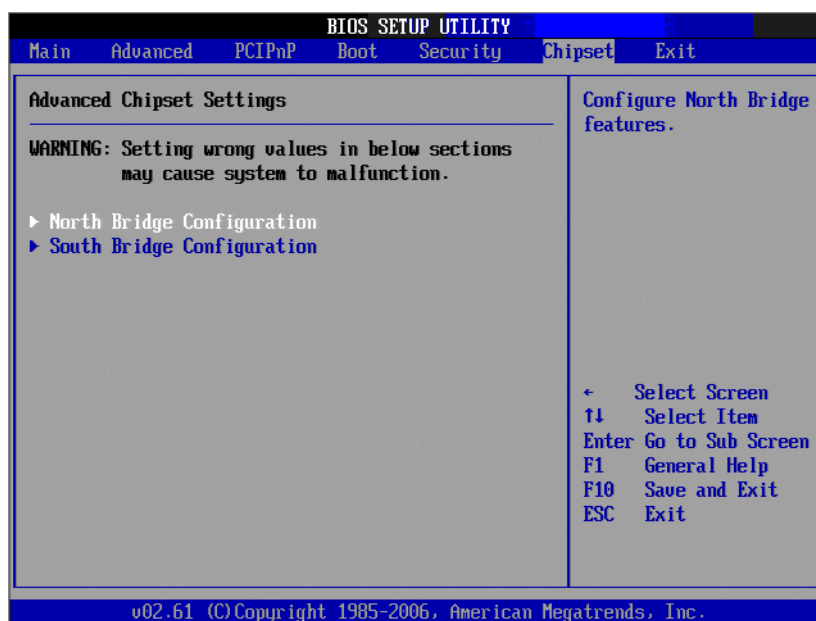 BIOS SETUP UTILITY
Main Advanced PCIPnP Boot Security Chipset Exit
Advanced Chipset Settings
WARNING: Setting wrong values in below sections
may cause system to malfunction.
▶ North Bridge Configuration
▶ South Bridge Configuration
Configure North Bridge
features.
← Select Screen
↑↓ Select Item
Enter Go to Sub Screen
F1 General Help
F10 Save and Exit
ESC Exit
v02.61 (C)Copyright 1985-2006, American Megatrends, Inc.